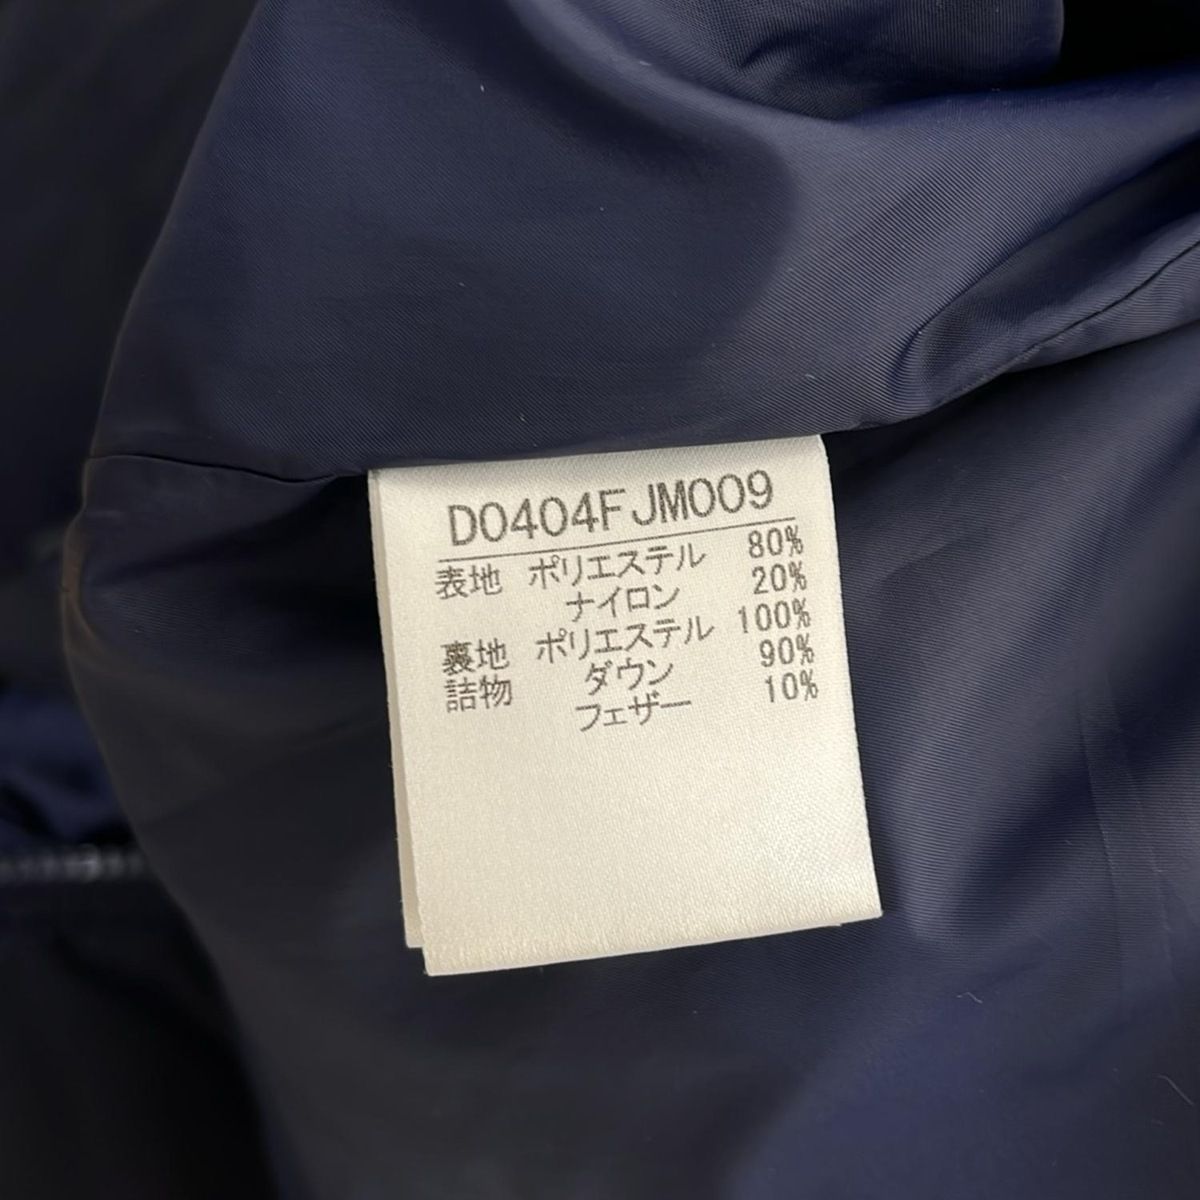 D0404FJM009
表地 ポリエステル 80%
ナイロン 20%
裏地 ポリエステル 100%
詰物 ダウン 90%
フェザー 10%